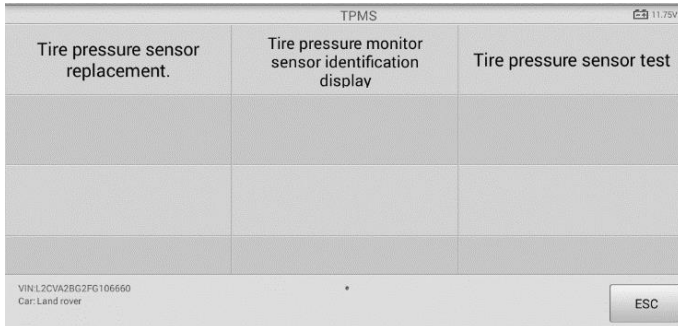 TPMS
11.75V
Tire pressure sensor
replacement.
Tire pressure monitor
sensor identification
display
Tire pressure sensor test
VIN:L2CVA2BG2FG106660
Car: Land rover
ESC